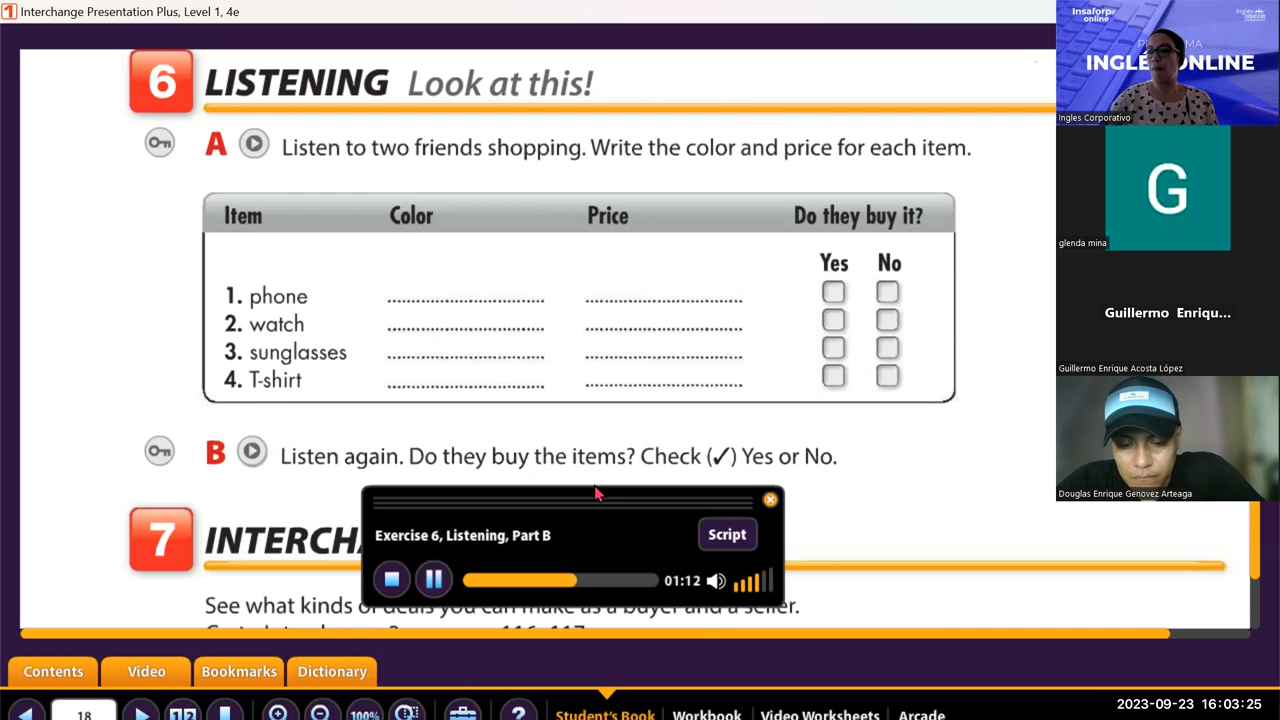 Interchange Presentation Plus, Level 1, 4e
6 LISTENING Look at this!
A Listen to two friends shopping. Write the color and price for each item.
Item Color Price Do they buy it?
Yes No
1. phone
2. watch
3. sunglasses
4. T-shirt
B Listen again. Do they buy the items? Check (✓) Yes or No.
7 INTERCH
Exercise 6, Listening, Part B
Script
01:12
See what kinds of deals you can make as a buyer and a seller.
Contents Video Bookmarks Dictionary
18
1 2
100%
?
Student's Book Workbook Video Worksheets Arcade
Insaforp online
INGLÉ ONLINE
Ingles Corporativo
G
glenda mina
Guillermo Enriqu...
Guillermo Enrique Acosta López
Douglas Enrique Genovez Arteaga
2023-09-23 16:03:25